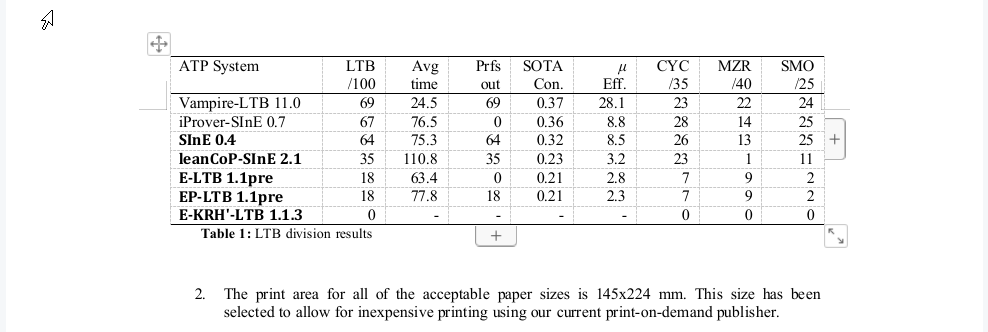 ATP System LTB Avg Prfs SOTA μ CYC MZR SMO
/100 time out Con. Eff. /35 /40 /25
Vampire-LTB 11.0 69 24.5 69 0.37 28.1 23 22 24
iProver-SInE 0.7 67 76.5 0 0.36 8.8 28 14 25
SInE 0.4 64 75.3 64 0.32 8.5 26 13 25
leanCoP-SInE 2.1 35 110.8 35 0.23 3.2 23 1 11
E-LTB 1.1pre 18 63.4 0 0.21 2.8 7 9 2
EP-LTB 1.1pre 18 77.8 18 0.21 2.3 7 9 2
E-KRH'-LTB 1.1.3 0 - - - - 0 0 0
Table 1: LTB division results
2. The print area for all of the acceptable paper sizes is 145x224 mm. This size has been
selected to allow for inexpensive printing using our current print-on-demand publisher.